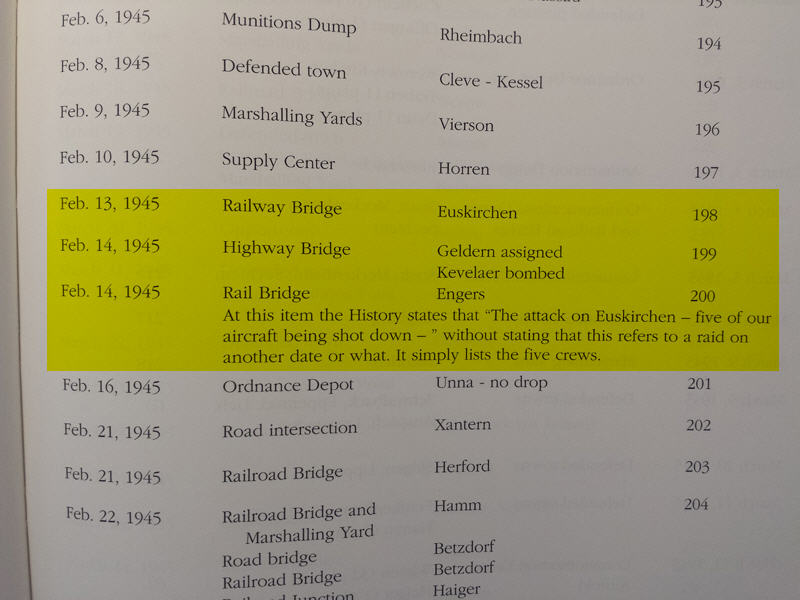 195
Feb. 6, 1945 Munitions Dump Rheimbach 194
Feb. 8, 1945 Defended town Cleve - Kessel 195
Feb. 9, 1945 Marshalling Yards Vierson 196
Feb. 10, 1945 Supply Center Horren 197
Feb. 13, 1945 Railway Bridge Euskirchen 198
Feb. 14, 1945 Highway Bridge Geldern assigned 199
Kevelaer bombed
Feb. 14, 1945 Rail Bridge Engers 200
At this item the History states that “The attack on Euskirchen – five of our
aircraft being shot down – ” without stating that this refers to a raid on
another date or what. It simply lists the five crews.
Feb. 16, 1945 Ordnance Depot Unna - no drop 201
Feb. 21, 1945 Road intersection Xantern 202
Feb. 21, 1945 Railroad Bridge Herford 203
Feb. 22, 1945 Railroad Bridge and Hamm 204
Marshalling Yard
Road bridge Betzdorf
Railroad Bridge Betzdorf
Railroad Junction Haiger